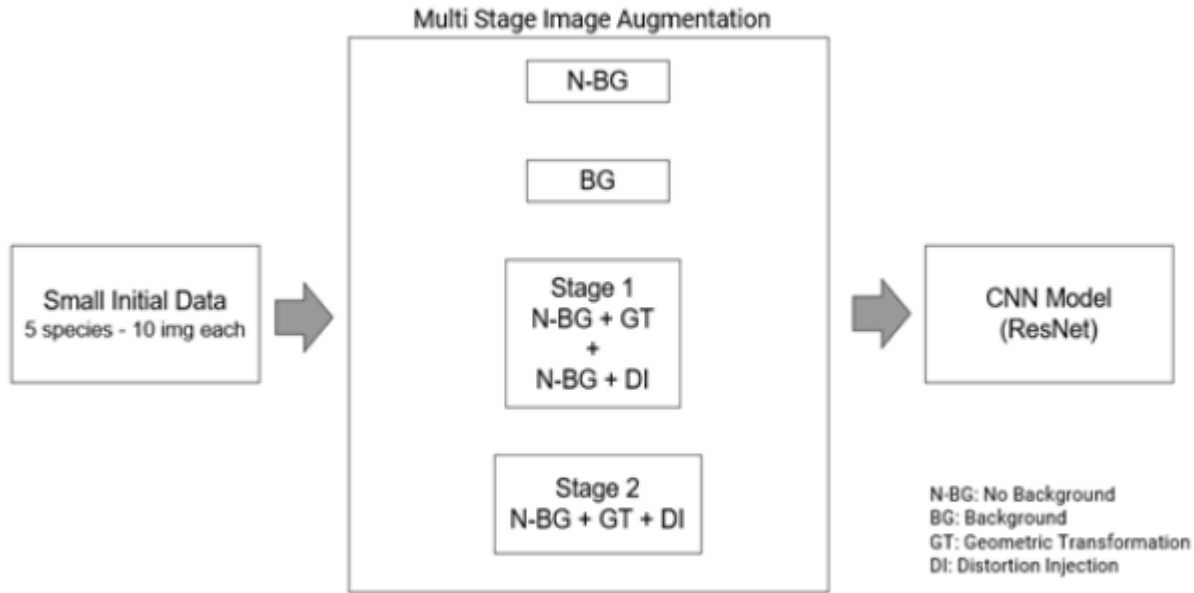 Multi Stage Image Augmentation
N-BG
BG
Small Initial Data
5 species - 10 img each
Stage 1
N-BG + GT
+
N-BG + DI
Stage 2
N-BG + GT + DI
CNN Model
(ResNet)
N-BG: No Background
BG: Background
GT: Geometric Transformation
DI: Distortion Injection